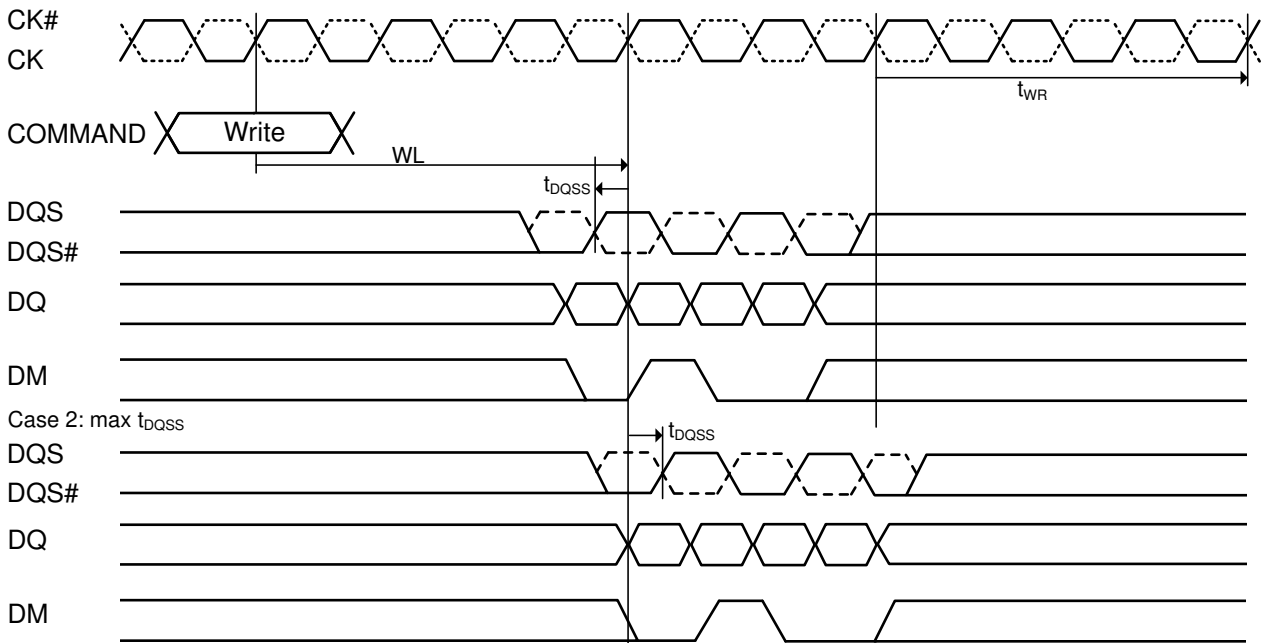 CK#
CK
tWR
COMMAND
Write
WL
tDQSS
DQS
DQS#
DQ
DM
Case 2: max tDQSS
tDQSS
DQS
DQS#
DQ
DM